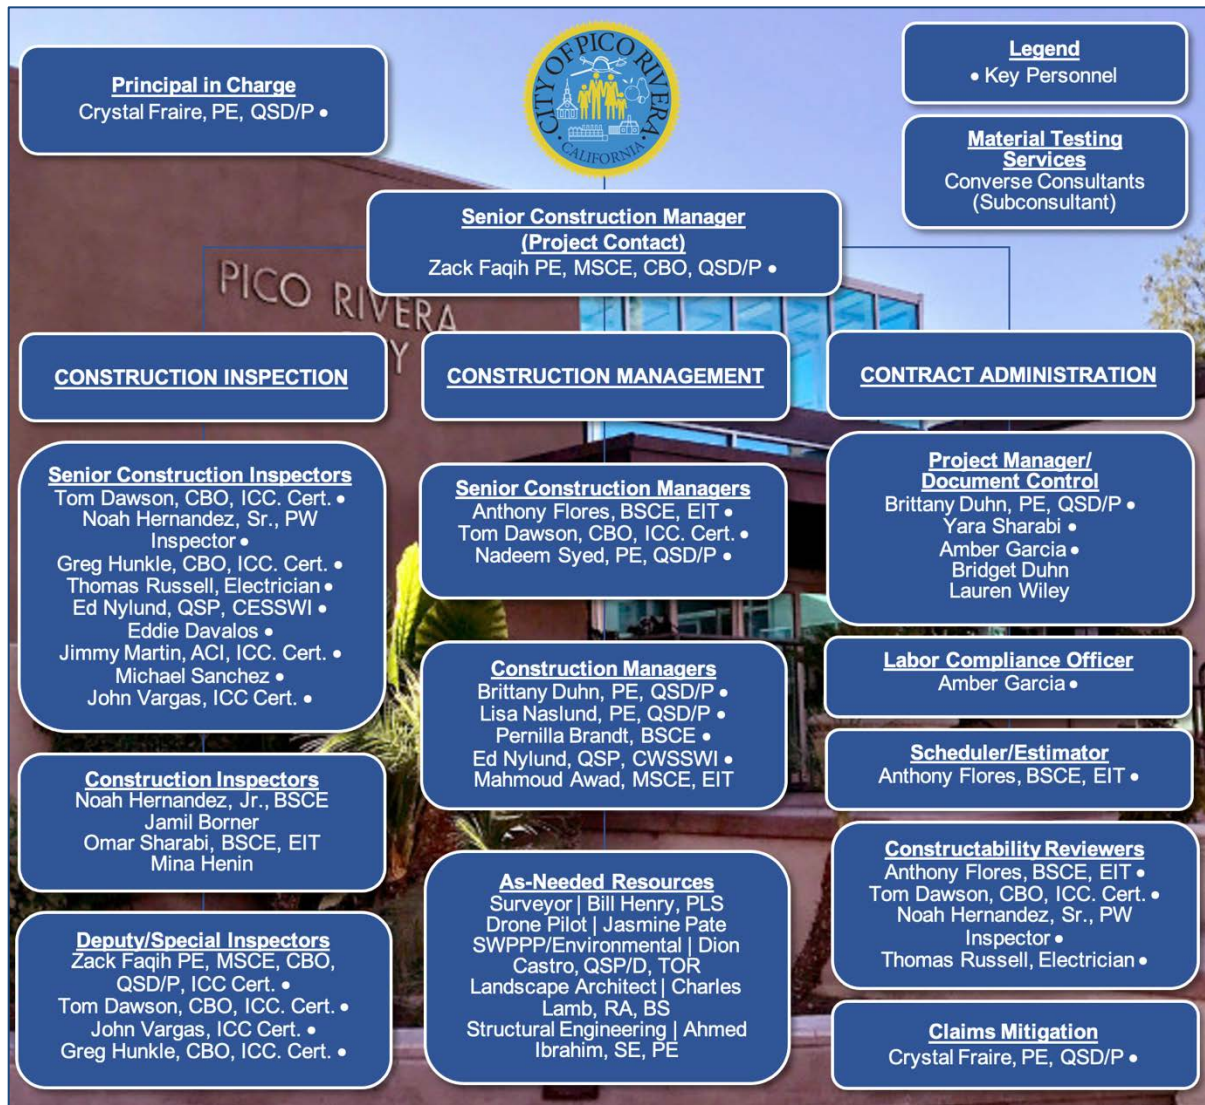 Principal in Charge
Crystal Fraire, PE, QSD/P •
CITY OF PICO RIVERA
• CALIFORNIA •
Legend
• Key Personnel
Material Testing
Services
Converse Consultants
(Subconsultant)
Senior Construction Manager
(Project Contact)
Zack Faqih PE, MSCE, CBO, QSD/P •
PICO RIVERA
Y
CONSTRUCTION INSPECTION
Senior Construction Inspectors
Tom Dawson, CBO, ICC. Cert. •
Noah Hernandez, Sr., PW
Inspector •
Greg Hunkle, CBO, ICC. Cert. •
Thomas Russell, Electrician •
Ed Nylund, QSP, CESSWI •
Eddie Davalos •
Jimmy Martin, ACI, ICC. Cert. •
Michael Sanchez •
John Vargas, ICC Cert. •
Construction Inspectors
Noah Hernandez, Jr., BSCE
Jamil Borner
Omar Sharabi, BSCE, EIT
Mina Henin
Deputy/Special Inspectors
Zack Faqih PE, MSCE, CBO,
QSD/P, ICC Cert. •
Tom Dawson, CBO, ICC. Cert. •
John Vargas, ICC Cert. •
Greg Hunkle, CBO, ICC. Cert. •
CONSTRUCTION MANAGEMENT
Senior Construction Managers
Anthony Flores, BSCE, EIT •
Tom Dawson, CBO, ICC. Cert. •
Nadeem Syed, PE, QSD/P •
Construction Managers
Brittany Duhn, PE, QSD/P •
Lisa Naslund, PE, QSD/P •
Pernilla Brandt, BSCE •
Ed Nylund, QSP, CWSSWI •
Mahmoud Awad, MSCE, EIT
As-Needed Resources
Surveyor | Bill Henry, PLS
Drone Pilot | Jasmine Pate
SWPPP/Environmental | Dion
Castro, QSP/D, TOR
Landscape Architect | Charles
Lamb, RA, BS
Structural Engineering | Ahmed
Ibrahim, SE, PE
CONTRACT ADMINISTRATION
Project Manager/
Document Control
Brittany Duhn, PE, QSD/P •
Yara Sharabi •
Amber Garcia •
Bridget Duhn
Lauren Wiley
Labor Compliance Officer
Amber Garcia •
Scheduler/Estimator
Anthony Flores, BSCE, EIT •
Constructability Reviewers
Anthony Flores, BSCE, EIT •
Tom Dawson, CBO, ICC. Cert. •
Noah Hernandez, Sr., PW
Inspector •
Thomas Russell, Electrician •
Claims Mitigation
Crystal Fraire, PE, QSD/P •